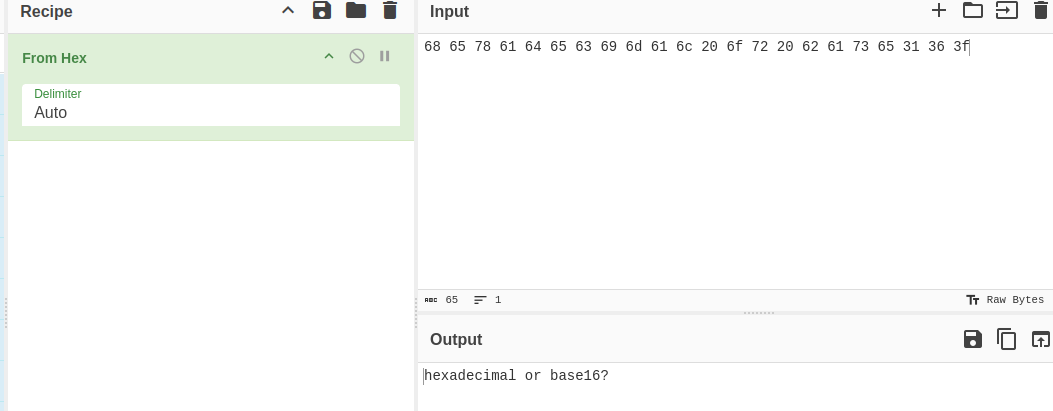 Recipe
From Hex
Delimiter
Auto
Input
68 65 78 61 64 65 63 69 6d 61 6c 20 6f 72 20 62 61 73 65 31 36 3f
ABC 65 1 Raw Bytes
Output
hexadecimal or base16?